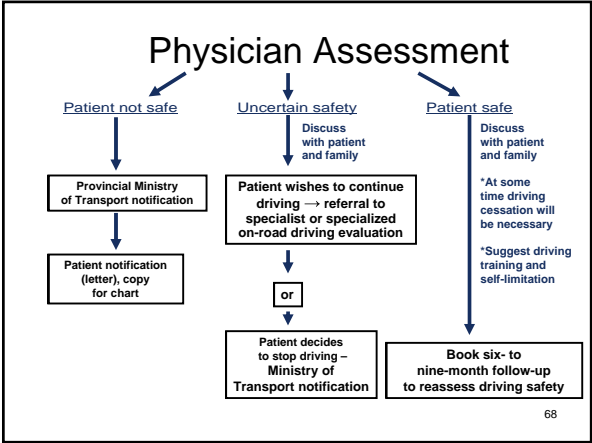 Physician Assessment
Patient not safe
Provincial Ministry
of Transport notification
Patient notification
(letter), copy
for chart
Uncertain safety
Discuss
with patient
and family
Patient wishes to continue
driving → referral to
specialist or specialized
on-road driving evaluation
or
Patient decides
to stop driving –
Ministry of
Transport notification
Patient safe
Discuss
with patient
and family
*At some
time driving
cessation will
be necessary
*Suggest driving
training and
self-limitation
Book six- to
nine-month follow-up
to reassess driving safety
68